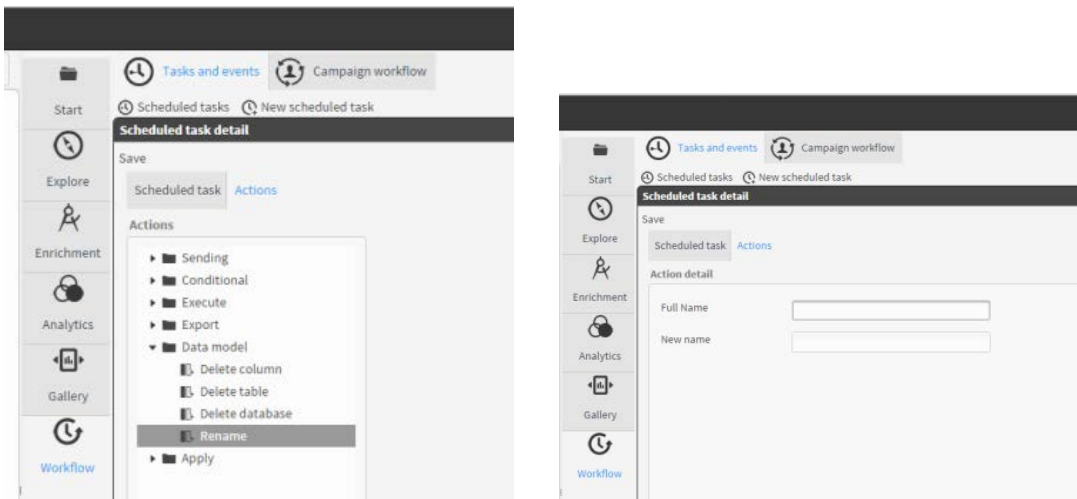 Tasks and events Campaign workflow
Start
Scheduled tasks New scheduled task
Scheduled task detail
Save
Explore
Scheduled task Actions
Actions
Enrichment
Sending
Conditional
Execute
Analytics
Export
Data model
Delete column
Gallery
Delete table
Delete database
Rename
Workflow
Apply
Tasks and events Campaign workflow
Start
Scheduled tasks New scheduled task
Scheduled task detail
Save
Explore
Scheduled task Actions
Action detail
Enrichment
Full Name
New name
Analytics
Gallery
Workflow